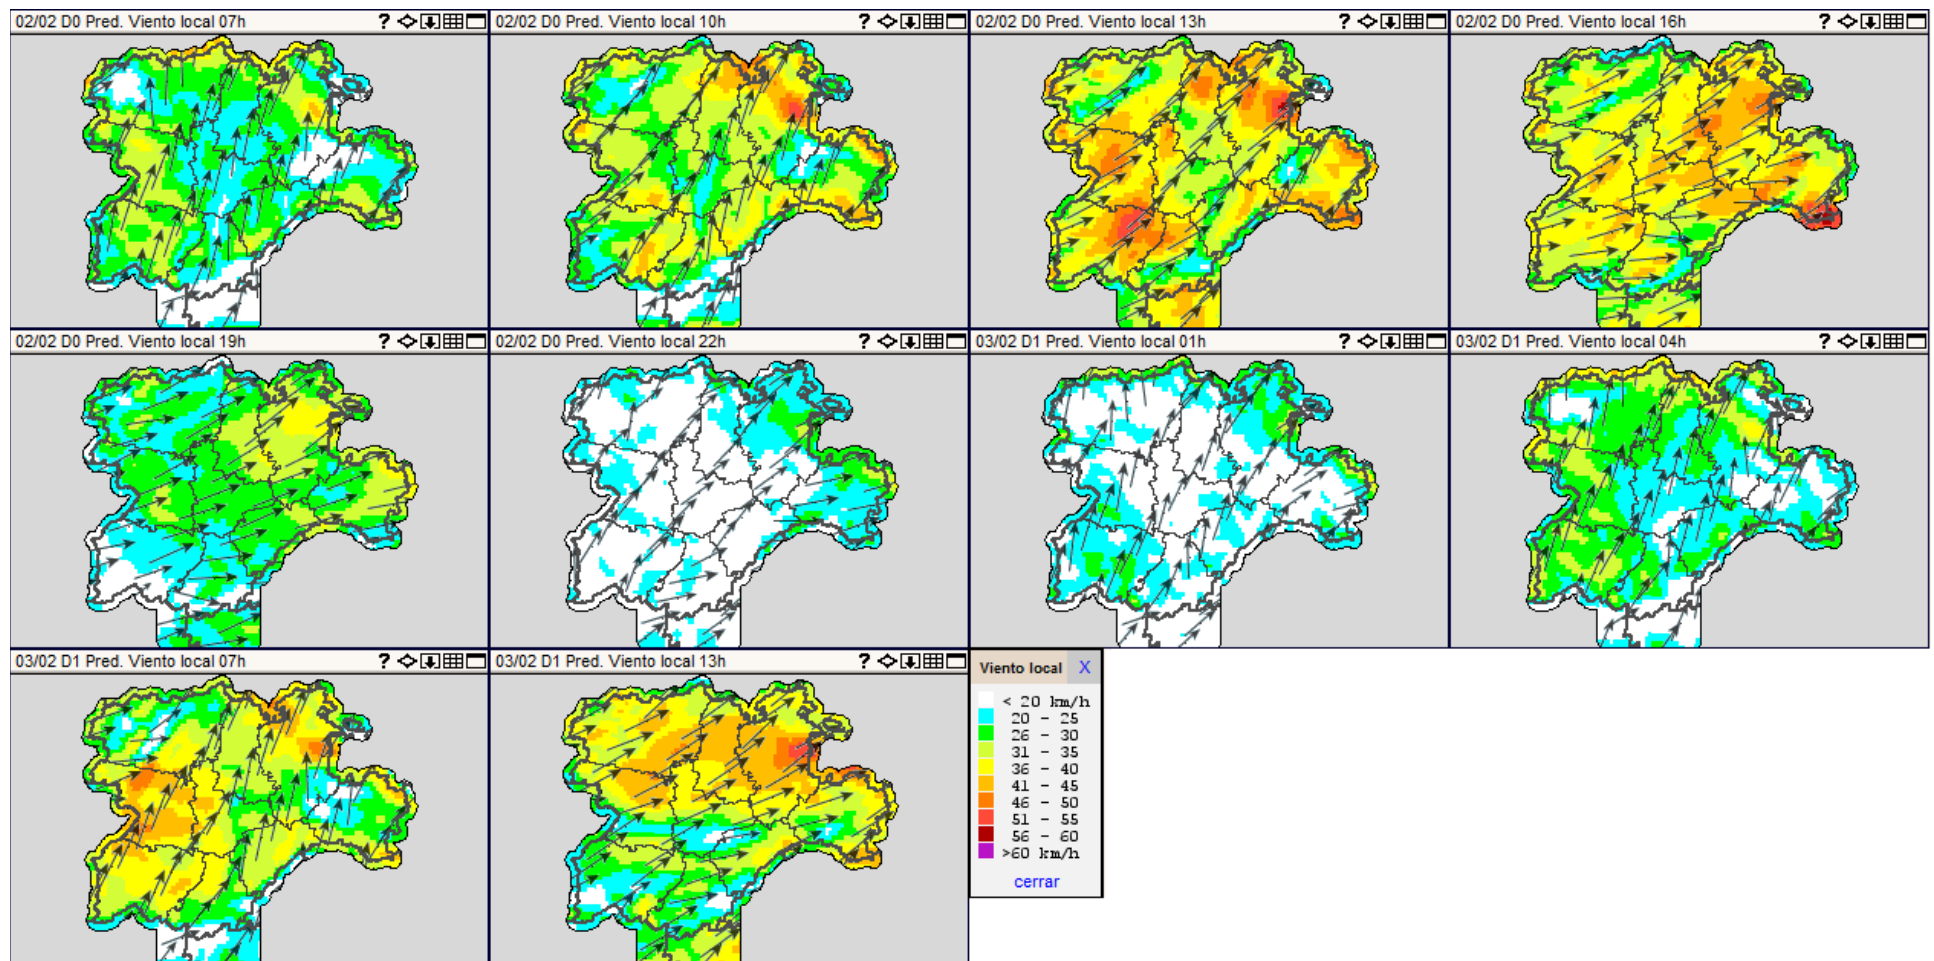 02/02 D0 Pred. Viento local 07h ?
02/02 D0 Pred. Viento local 10h ?
02/02 D0 Pred. Viento local 13h ?
02/02 D0 Pred. Viento local 16h ?
02/02 D0 Pred. Viento local 19h ?
02/02 D0 Pred. Viento local 22h ?
03/02 D1 Pred. Viento local 01h ?
03/02 D1 Pred. Viento local 04h ?
03/02 D1 Pred. Viento local 07h ?
03/02 D1 Pred. Viento local 13h ?
Viento local X
< 20 km/h
20 - 25
26 - 30
31 - 35
36 - 40
41 - 45
46 - 50
51 - 55
56 - 60
>60 km/h
cerrar